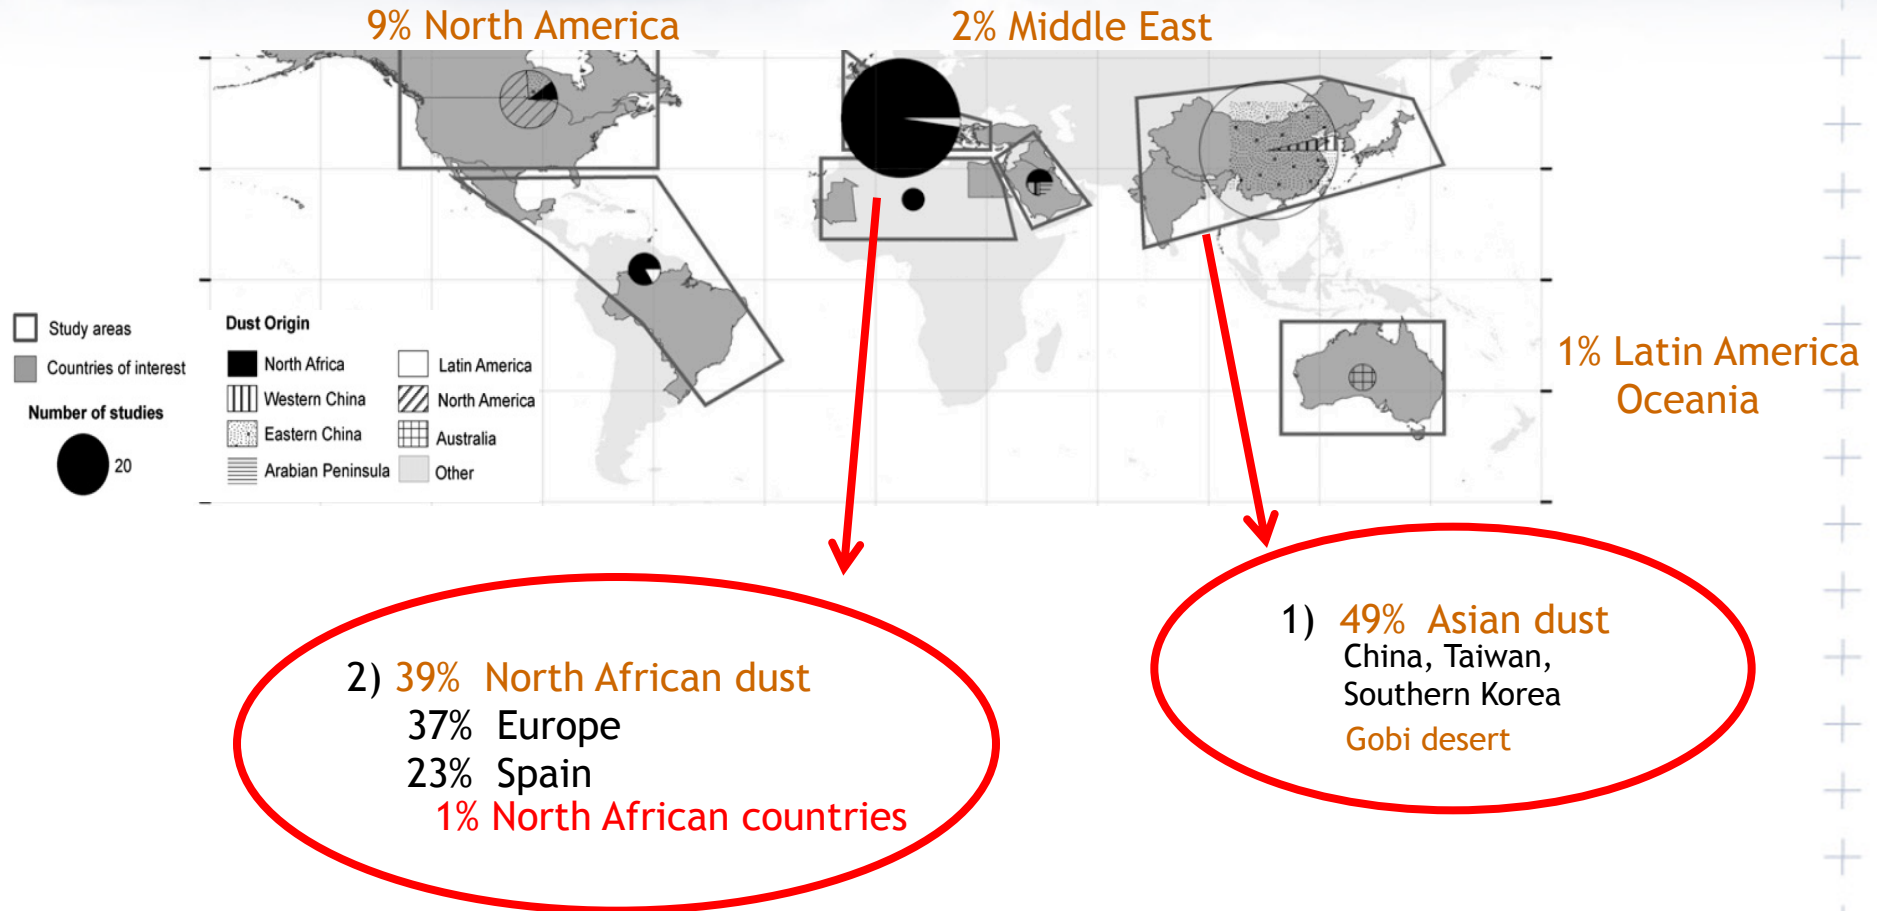 9% North America
2% Middle East
Study areas
Countries of interest
Number of studies
20
Dust Origin
North Africa
Western China
Eastern China
Arabian Peninsula
Latin America
North America
Australia
Other
1% Latin America
Oceania
2) 39% North African dust
37% Europe
23% Spain
1% North African countries
1) 49% Asian dust
China, Taiwan,
Southern Korea
Gobi desert